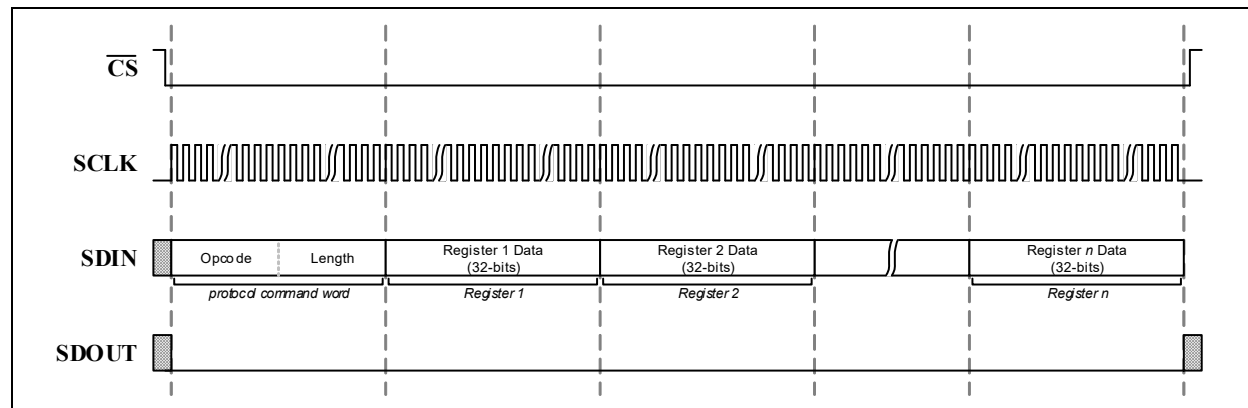 CS
SCLK
SDIN
Opcode Length Register 1 Data Register 2 Data Register n Data
(32-bits) (32-bits) (32-bits)
protocol command word Register 1 Register 2 Register n
SDOUT